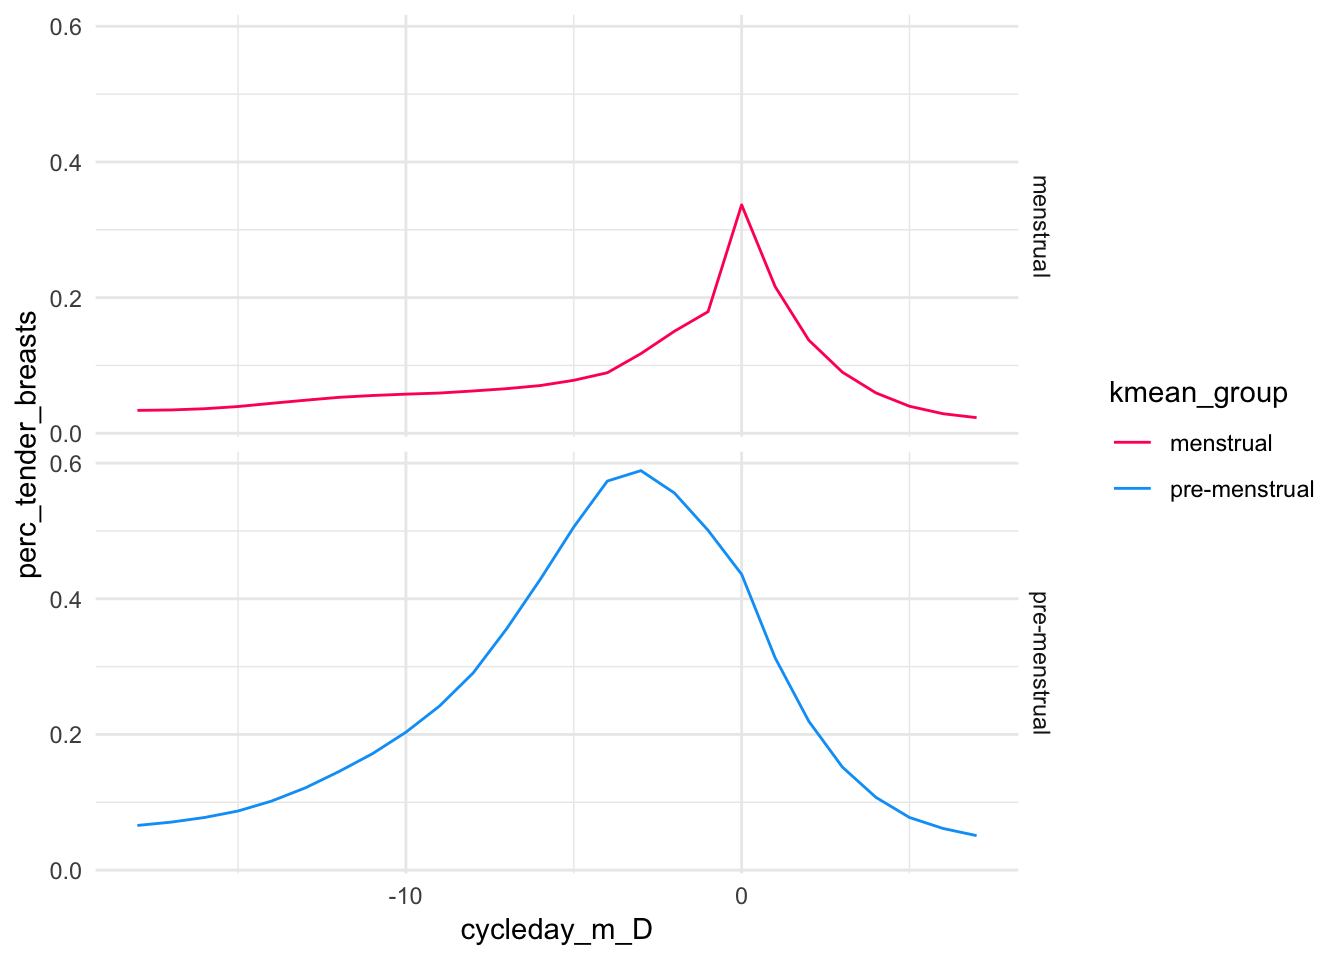 perc_tender_breasts
0.6
0.4
0.2
0.0
menstrual
0.6
0.4
0.2
0.0
pre-menstrual
-10 0
cycleday_m_D
kmean_group
menstrual
pre-menstrual